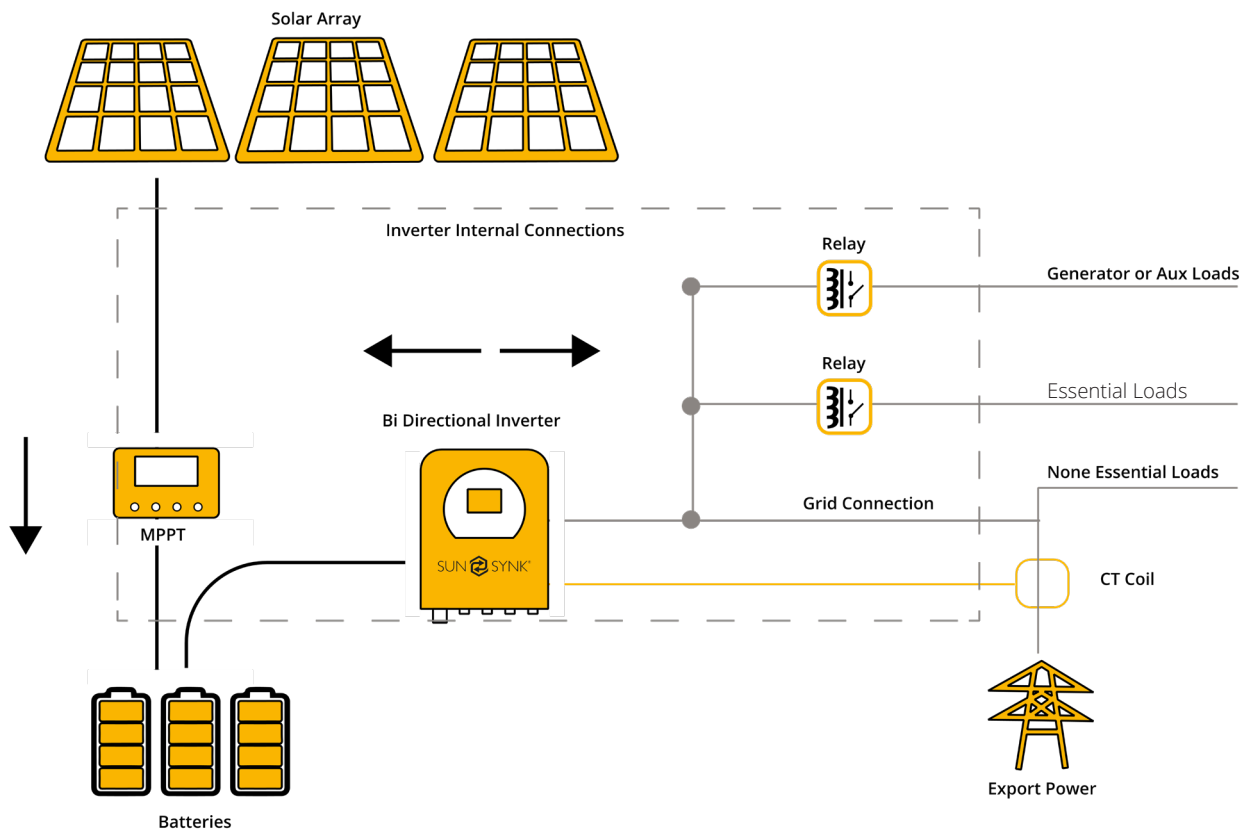 Solar Array
Inverter Internal Connections
Relay
Generator or Aux Loads
Relay
Essential Loads
Bi Directional Inverter
None Essential Loads
Grid Connection
MPPT
SUN SYNK®
CT Coil
Export Power
Batteries